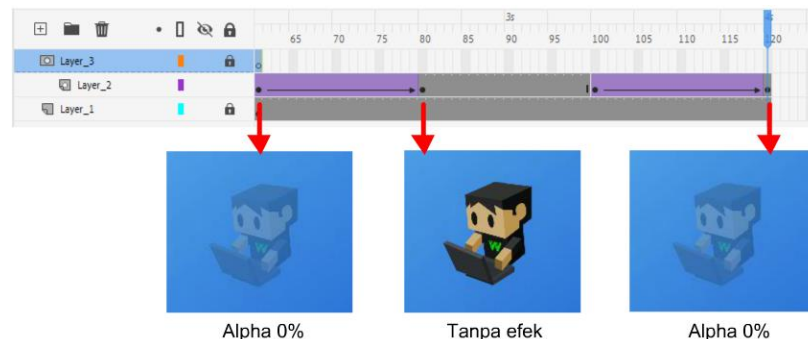 3s
4s
65 70 75 80 85 90 95 100 105 110 115 120
Layer_3
Layer_2
Layer_1
W
W
W
Alpha 0%
Tanpa efek
Alpha 0%